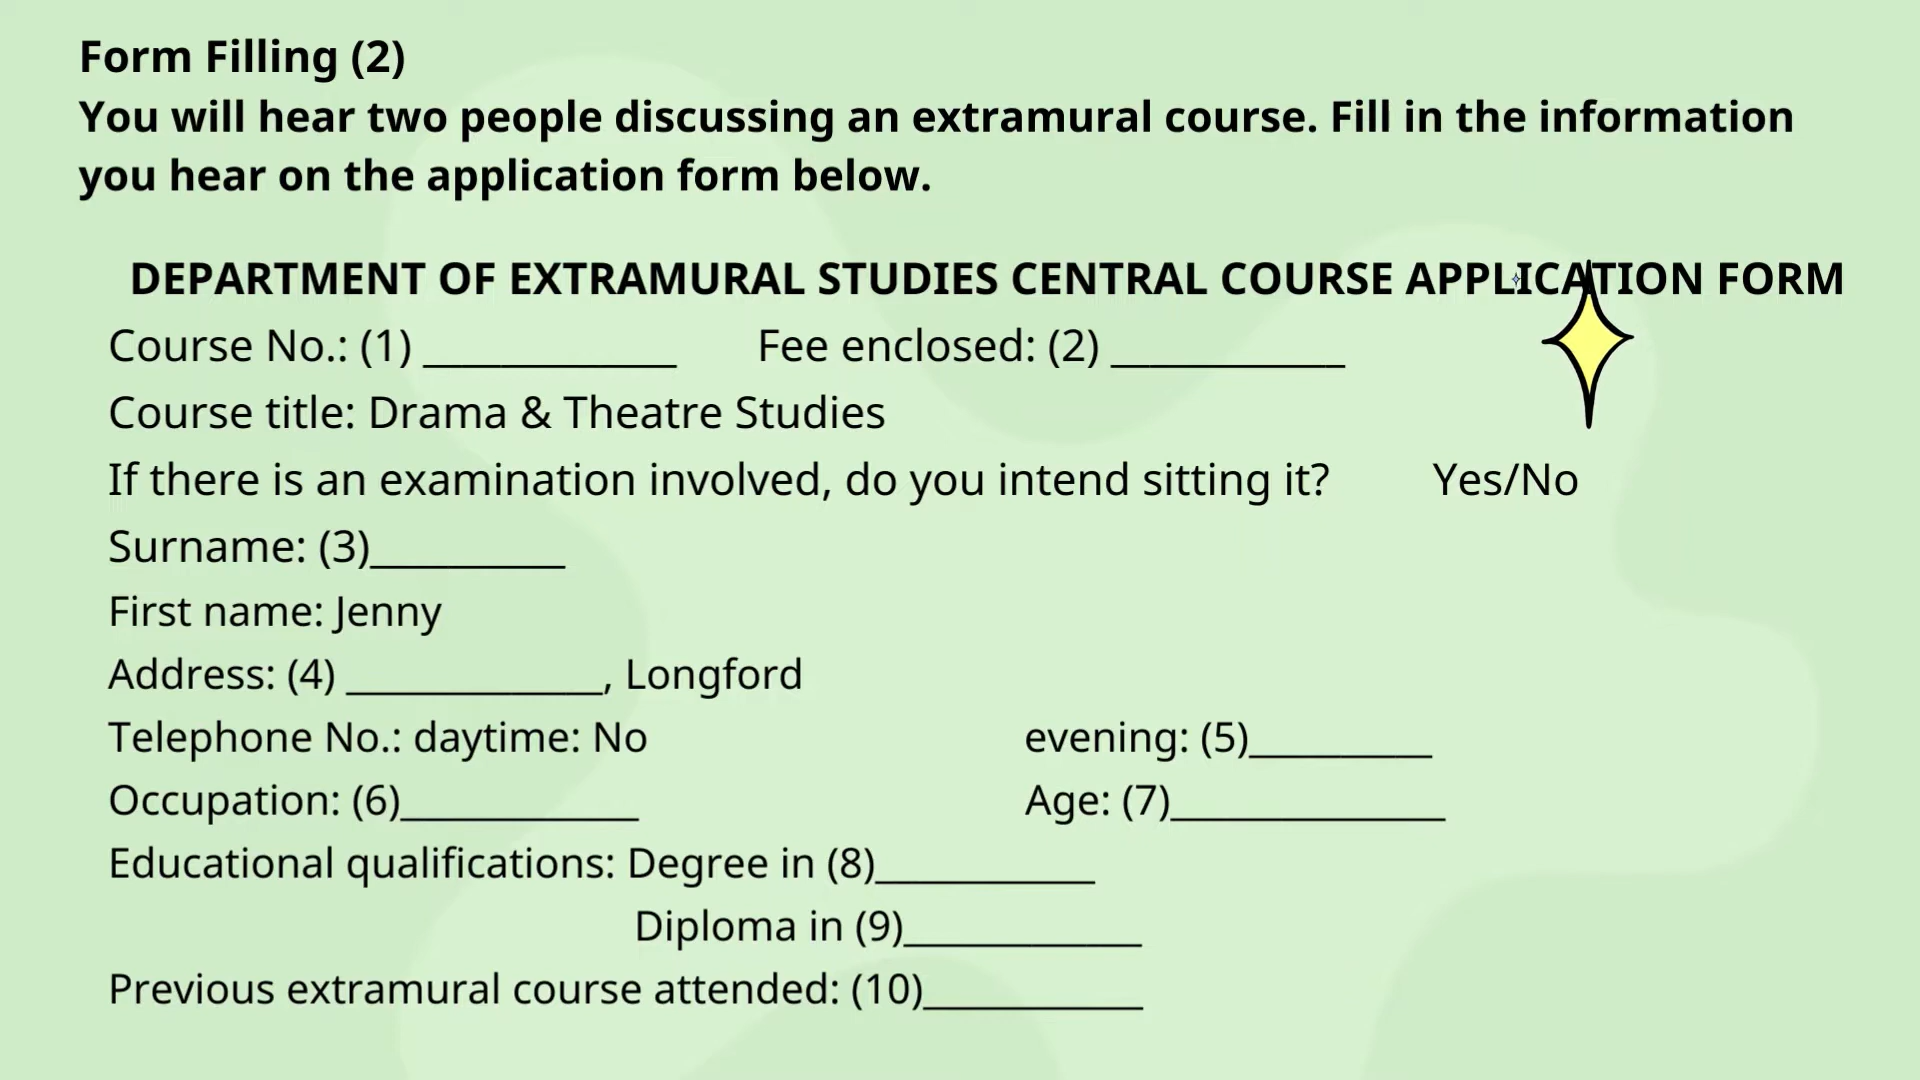 Form Filling (2)
You will hear two people discussing an extramural course. Fill in the information
you hear on the application form below.
DEPARTMENT OF EXTRAMURAL STUDIES CENTRAL COURSE APPLICATION FORM
Course No.: (1) ____________ Fee enclosed: (2) ___________
Course title: Drama & Theatre Studies
If there is an examination involved, do you intend sitting it? Yes/No
Surname: (3)_________
First name: Jenny
Address: (4) ____________, Longford
Telephone No.: daytime: No evening: (5)_________
Occupation: (6)____________ Age: (7)______________
Educational qualifications: Degree in (8)___________
Diploma in (9)____________
Previous extramural course attended: (10)___________